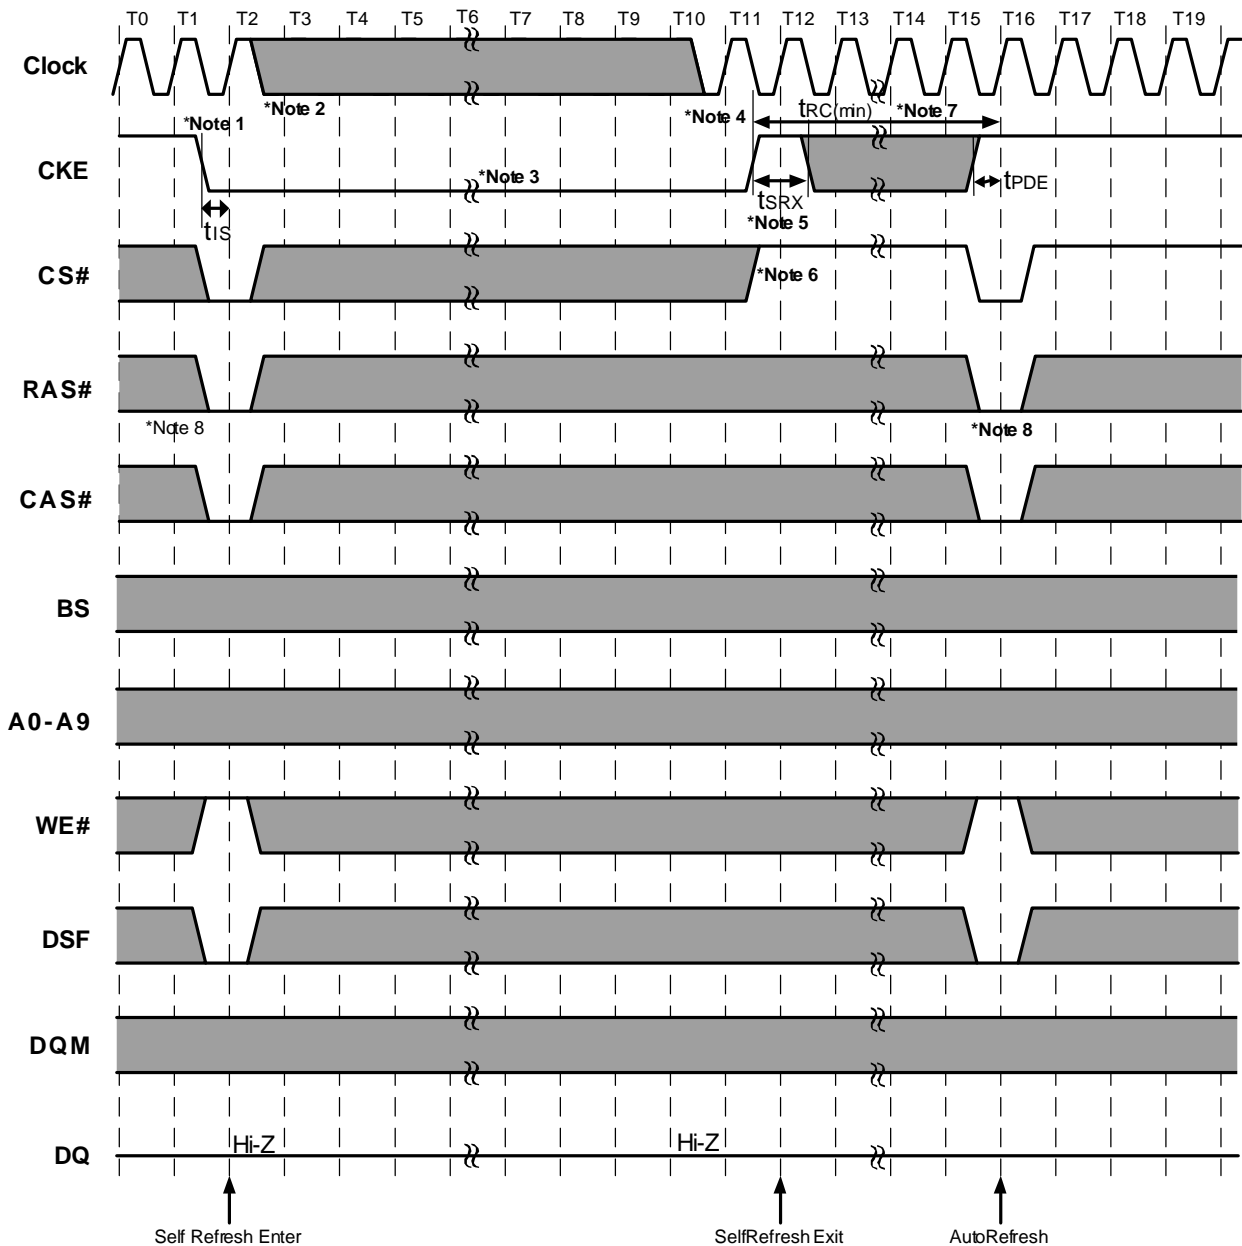 T0 T1 T2 T3 T4 T5 T6 T7 T8 T9 T10 T11 T12 T13 T14 T15 T16 T17 T18 T19
Clock
*Note 2
*Note 1
*Note 4
tRC(min)
*Note 7
CKE
*Note 3
tSRX
tPDE
*Note 5
tIS
CS#
*Note 6
RAS#
*Note 8
*Note 8
CAS#
BS
A0-A9
WE#
DSF
DQM
DQ
Hi-Z
Hi-Z
Self Refresh Enter
SelfRefresh Exit
AutoRefresh